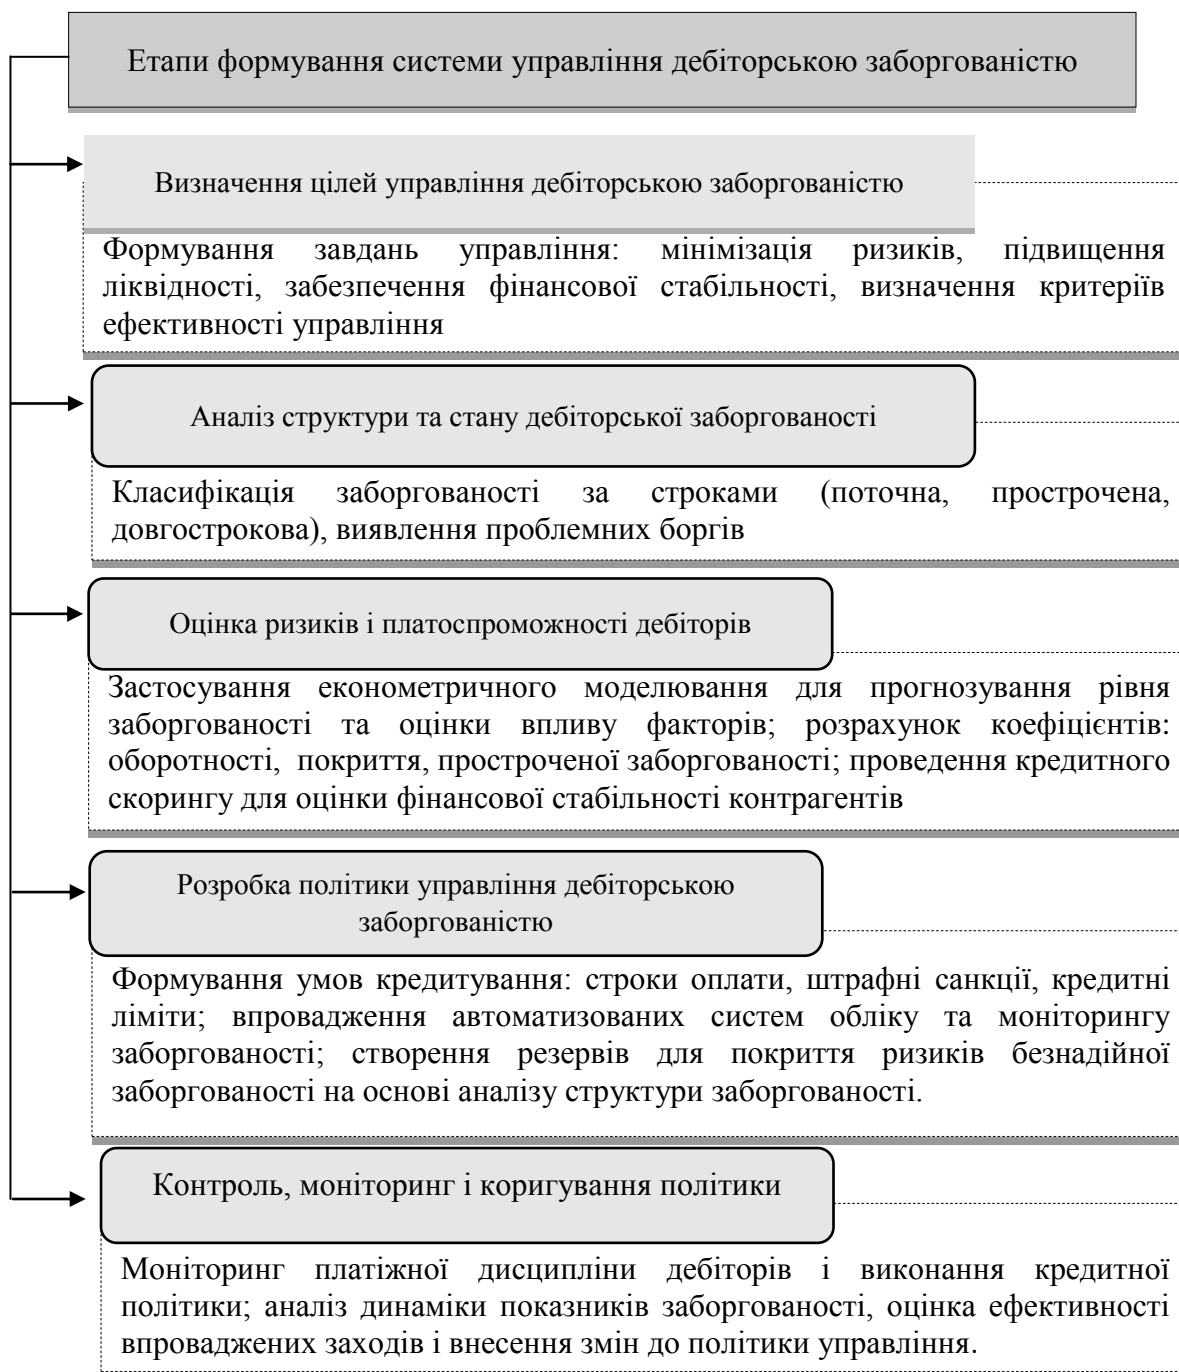 Етапи формування системи управління дебіторською заборгованістю
Визначення цілей управління дебіторською заборгованістю
Формування завдань управління: мінімізація ризиків, підвищення
ліквідності, забезпечення фінансової стабільності, визначення критеріїв
ефективності управління
Аналіз структури та стану дебіторської заборгованості
Класифікація заборгованості за строками (поточна, прострочена,
довгострокова), виявлення проблемних боргів
Оцінка ризиків і платоспроможності дебіторів
Застосування економетричного моделювання для прогнозування рівня
заборгованості та оцінки впливу факторів; розрахунок коефіцієнтів:
оборотності, покриття, простроченої заборгованості; проведення кредитного
скорингу для оцінки фінансової стабільності контрагентів
Розробка політики управління дебіторською
заборгованістю
Формування умов кредитування: строки оплати, штрафні санкції, кредитні
ліміти; впровадження автоматизованих систем обліку та моніторингу
заборгованості; створення резервів для покриття ризиків безнадійної
заборгованості на основі аналізу структури заборгованості.
Контроль, моніторинг і коригування політики
Моніторинг платіжної дисципліни дебіторів і виконання кредитної
політики; аналіз динаміки показників заборгованості, оцінка ефективності
впроваджених заходів і внесення змін до політики управління.